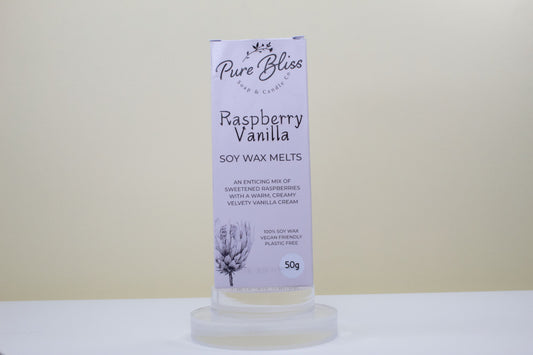 Pure Bliss
Soap & Candle Co
Raspberry
Vanilla
SOY WAX MELTS
AN ENTICING MIX OF
SWEETENED RASPBERRIES
WITH A WARM, CREAMY
VELVETY VANILLA CREAM
100% SOY WAX
VEGAN FRIENDLY
PLASTIC FREE
50g